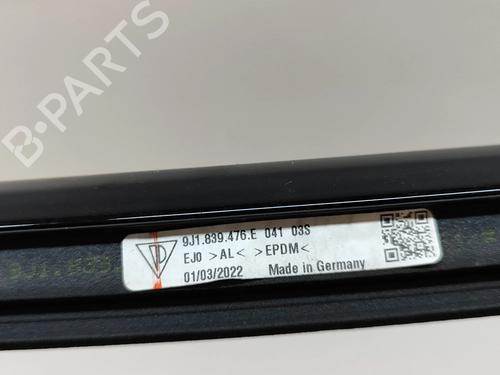 B-PARTS
9J1.839.476.E 041 03S
EJ0 >AL< >EPDM<
01/03/2022 Made in Germany